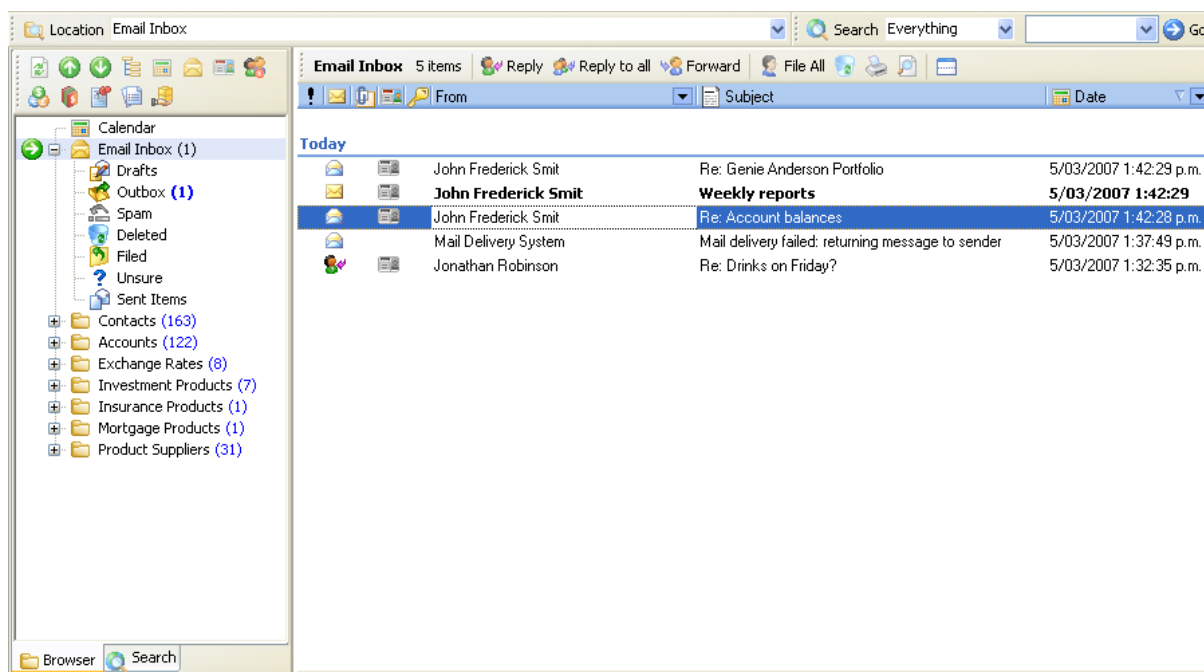 Location Email Inbox Search Everything Go
Email Inbox 5 items Reply Reply to all Forward File All
! From Subject Date
Calendar
Email Inbox (1)
Drafts
Outbox (1)
Spam
Deleted
Filed
? Unsure
Sent Items
Contacts (163)
Accounts (122)
Exchange Rates (8)
Investment Products (7)
Insurance Products (1)
Mortgage Products (1)
Product Suppliers (31)
Browser Search
Today
John Frederick Smit Re: Genie Anderson Portfolio 5/03/2007 1:42:29 p.m.
John Frederick Smit Weekly reports 5/03/2007 1:42:29
John Frederick Smit Re: Account balances 5/03/2007 1:42:28 p.m.
Mail Delivery System Mail delivery failed: returning message to sender 5/03/2007 1:37:49 p.m.
Jonathan Robinson Re: Drinks on Friday? 5/03/2007 1:32:35 p.m.